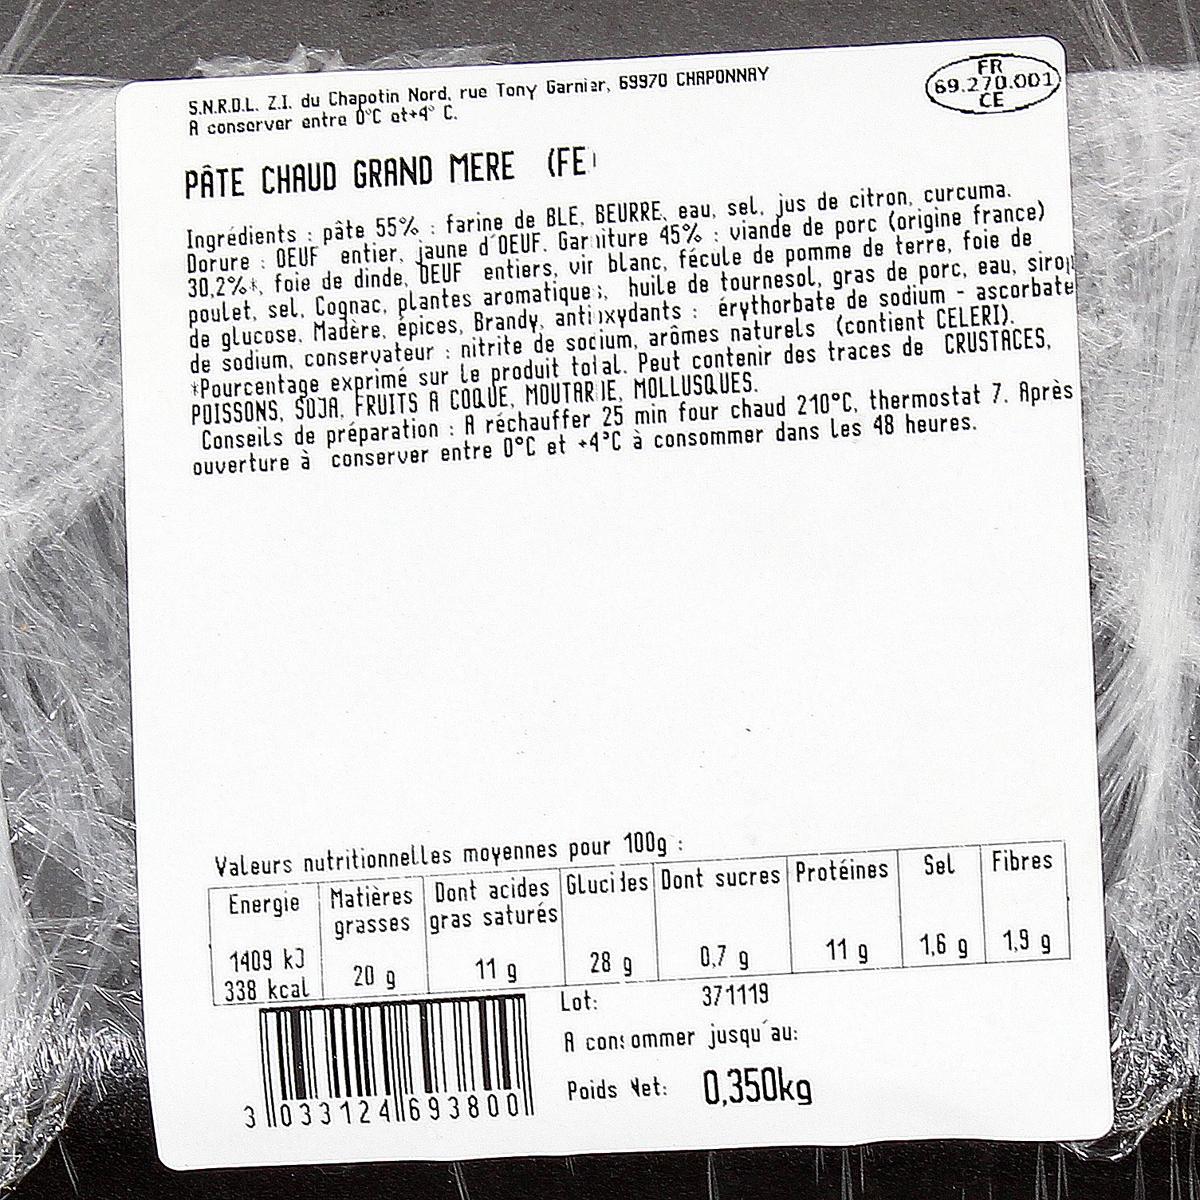 S.N.R.D.L. Z.I. du Chapotin Nord, rue Tony Garnier, 69970 CHAPONNAY
A conserver entre 0°C et+4° C.
FR
69.270.001
CE
PÂTE CHAUD GRAND MERE (FE)
Ingrédients : pâte 55% : farine de BLE, BEURRE, eau, sel, jus de citron, curcuma.
Dorure : OEUF entier, jaune d'OEUF. Garniture 45% : viande de porc (origine france)
30,2%*, foie de dinde, OEUF entiers, vin blanc, fécule de pomme de terre, foie de
poulet, sel, Cognac, plantes aromatiques, huile de tournesol, gras de porc, eau, sirop
de glucose, Madère, épices, Brandy, antioxydants : érythorbate de sodium - ascorbate
de sodium, conservateur : nitrite de sodium, arômes naturels (contient CELERI).
*Pourcentage exprimé sur le produit total. Peut contenir des traces de CRUSTACES,
POISSONS, SOJA, FRUITS A COQUE, MOUTARDE, MOLLUSQUES.
Conseils de préparation : A réchauffer 25 min four chaud 210°C, thermostat 7. Après
ouverture à conserver entre 0°C et +4°C à consommer dans les 48 heures.
Valeurs nutritionnelles moyennes pour 100g :
Energie Matières grasses Dont acides gras saturés Glucides Dont sucres Protéines Sel Fibres
1409 kJ 338 kcal 20 g 11 g 28 g 0,7 g 11 g 1,6 g 1,9 g
Lot: 371119
A consommer jusqu'au:
Poids Net: 0,350kg
3 033124 693800